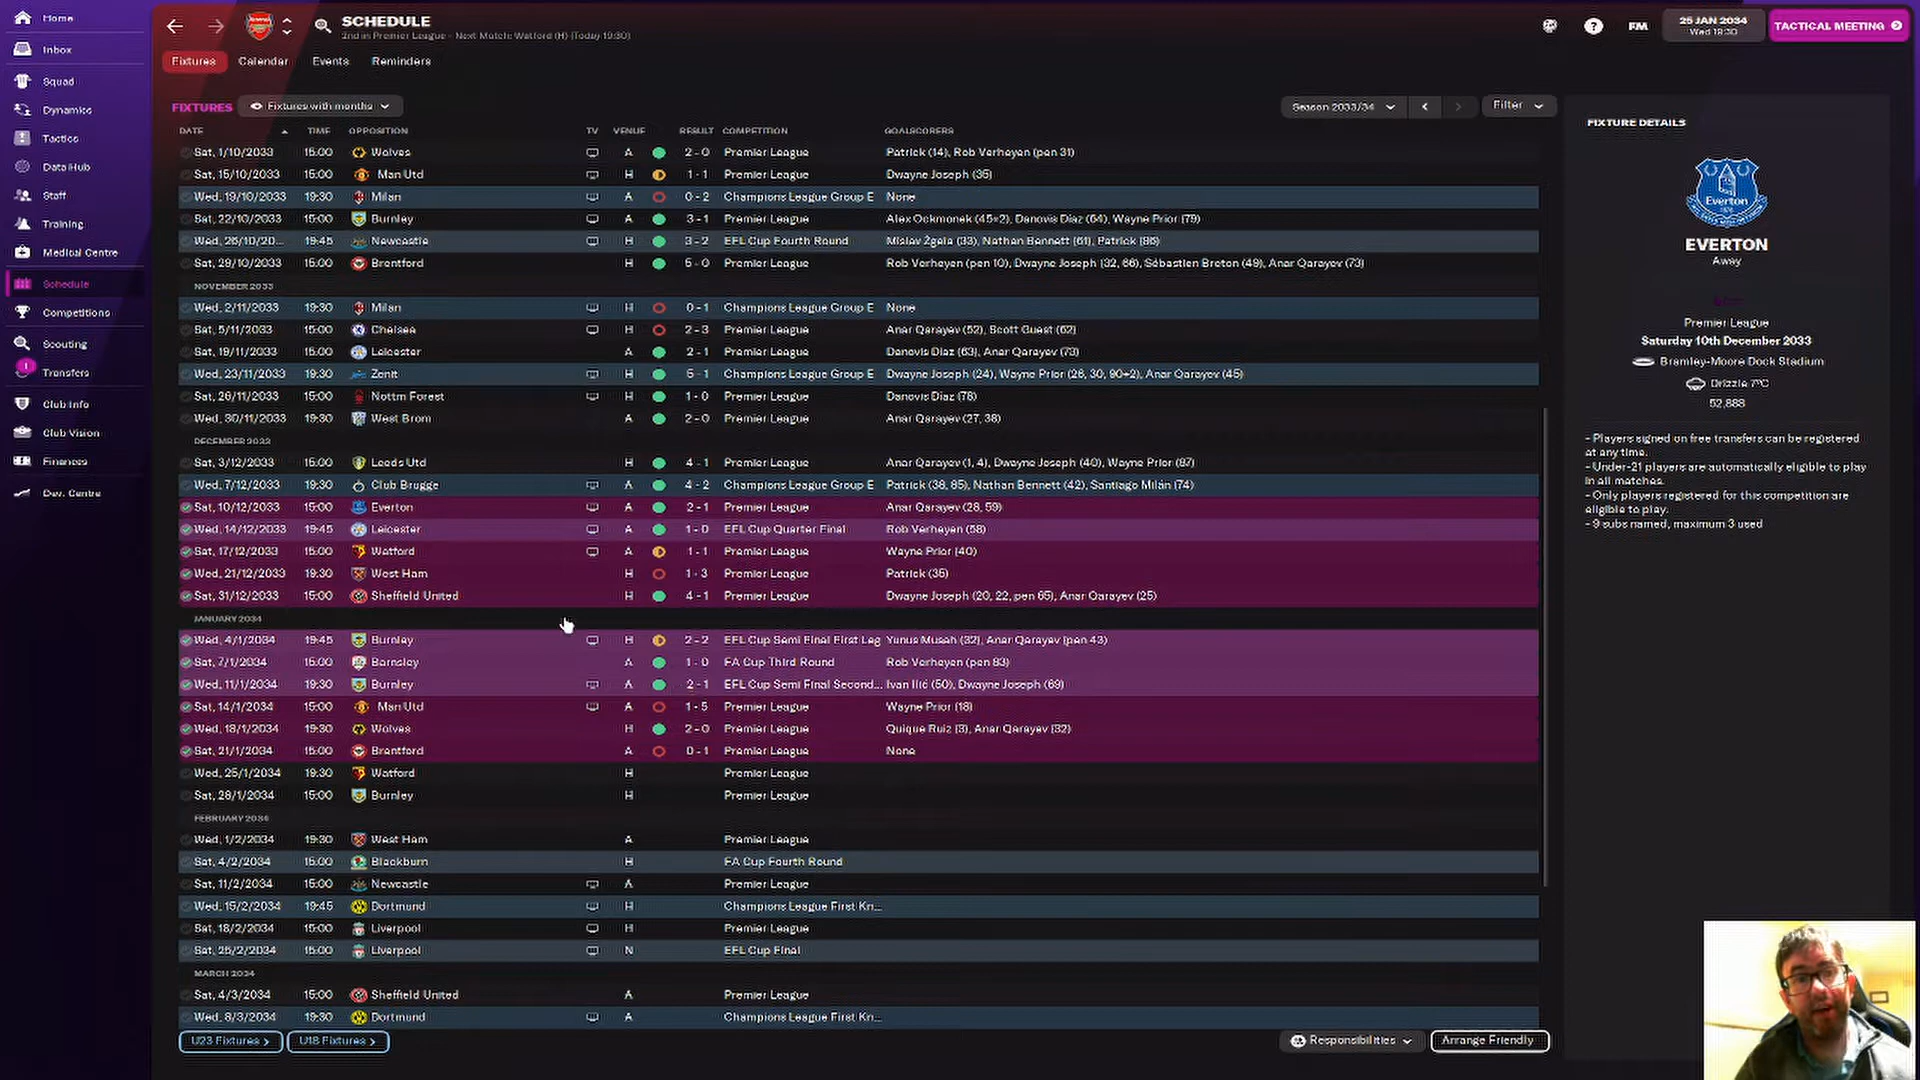 Home
Inbox
Squad
Dynamics
Tactics
Data Hub
Staff
Training
Medical Centre
Schedule
Competitions
Scouting
1
Transfers
Club Info
Club Vision
Finances
Dev. Centre
SCHEDULE
2nd in Premier League - Next Match: Watford (H) (Today 19:30)
FM
25 JAN 2034
Wed 19:30
TACTICAL MEETING
Fixtures Calendar Events Reminders
FIXTURES Fixtures with months Season 2033/34 Filter
DATE TIME OPPOSITION TV VENUE RESULT COMPETITION GOALSCORERS
Sat, 1/10/2033 15:00 Wolves A 2 - 0 Premier League Patrick (14), Rob Verheyen (pen 31)
Sat, 15/10/2033 15:00 Man Utd H 1 - 1 Premier League Dwayne Joseph (35)
Wed, 19/10/2033 19:30 Milan A 0 - 2 Champions League Group E None
Sat, 22/10/2033 15:00 Burnley A 3 - 1 Premier League Alex Ockmonek (45+2), Danovis Diaz (64), Wayne Prior (79)
Wed, 26/10/20... 19:45 Newcastle H 3 - 2 EFL Cup Fourth Round Mislav Žgela (33), Nathan Bennett (61), Patrick (86)
Sat, 29/10/2033 15:00 Brentford H 5 - 0 Premier League Rob Verheyen (pen 10), Dwayne Joseph (32, 66), Sébastien Breton (49), Anar Qarayev (73)
NOVEMBER 2033
Wed, 2/11/2033 19:30 Milan H 0 - 1 Champions League Group E None
Sat, 5/11/2033 15:00 Chelsea H 2 - 3 Premier League Anar Qarayev (52), Scott Guest (62)
Sat, 19/11/2033 15:00 Leicester A 2 - 1 Premier League Danovis Diaz (63), Anar Qarayev (73)
Wed, 23/11/2033 19:30 Zenit H 5 - 1 Champions League Group E Dwayne Joseph (24), Wayne Prior (28, 30, 90+2), Anar Qarayev (45)
Sat, 26/11/2033 15:00 Nottm Forest H 1 - 0 Premier League Danovis Diaz (78)
Wed, 30/11/2033 19:30 West Brom A 2 - 0 Premier League Anar Qarayev (27, 38)
DECEMBER 2033
Sat, 3/12/2033 15:00 Leeds Utd H 4 - 1 Premier League Anar Qarayev (1, 4), Dwayne Joseph (40), Wayne Prior (87)
Wed, 7/12/2033 19:30 Club Brugge A 4 - 2 Champions League Group E Patrick (38, 85), Nathan Bennett (42), Santiago Milán (74)
Sat, 10/12/2033 15:00 Everton A 2 - 1 Premier League Anar Qarayev (28, 59)
Wed, 14/12/2033 19:45 Leicester A 1 - 0 EFL Cup Quarter Final Rob Verheyen (58)
Sat, 17/12/2033 15:00 Watford A 1 - 1 Premier League Wayne Prior (40)
Wed, 21/12/2033 19:30 West Ham H 1 - 3 Premier League Patrick (35)
Sat, 31/12/2033 15:00 Sheffield United H 4 - 1 Premier League Dwayne Joseph (20, 22, pen 65), Anar Qarayev (25)
JANUARY 2034
Wed, 4/1/2034 19:45 Burnley H 2 - 2 EFL Cup Semi Final First Leg Yunus Musah (32), Anar Qarayev (pen 43)
Sat, 7/1/2034 15:00 Barnsley A 1 - 0 FA Cup Third Round Rob Verheyen (pen 83)
Wed, 11/1/2034 19:30 Burnley A 2 - 1 EFL Cup Semi Final Second... Ivan Ilić (50), Dwayne Joseph (69)
Sat, 14/1/2034 15:00 Man Utd A 1 - 5 Premier League Wayne Prior (18)
Wed, 18/1/2034 19:30 Wolves H 2 - 0 Premier League Quique Ruiz (3), Anar Qarayev (32)
Sat, 21/1/2034 15:00 Brentford A 0 - 1 Premier League None
Wed, 25/1/2034 19:30 Watford H Premier League
Sat, 28/1/2034 15:00 Burnley H Premier League
FEBRUARY 2034
Wed, 1/2/2034 19:30 West Ham A Premier League
Sat, 4/2/2034 15:00 Blackburn H FA Cup Fourth Round
Sat, 11/2/2034 15:00 Newcastle A Premier League
Wed, 15/2/2034 19:45 Dortmund H Champions League First Kn...
Sat, 18/2/2034 15:00 Liverpool H Premier League
Sat, 25/2/2034 15:00 Liverpool N EFL Cup Final
MARCH 2034
Sat, 4/3/2034 15:00 Sheffield United A Premier League
Wed, 8/3/2034 19:30 Dortmund A Champions League First Kn...
U23 Fixtures > U18 Fixtures > Responsibilities Arrange Friendly
FIXTURE DETAILS
Everton
EVERTON
Away
Premier League
Saturday 10th December 2033
Bramley-Moore Dock Stadium
Drizzle 7ºC
52,888
- Players signed on free transfers can be registered
at any time.
- Under-21 players are automatically eligible to play
in all matches.
- Only players registered for this competition are
eligible to play.
- 9 subs named, maximum 3 used